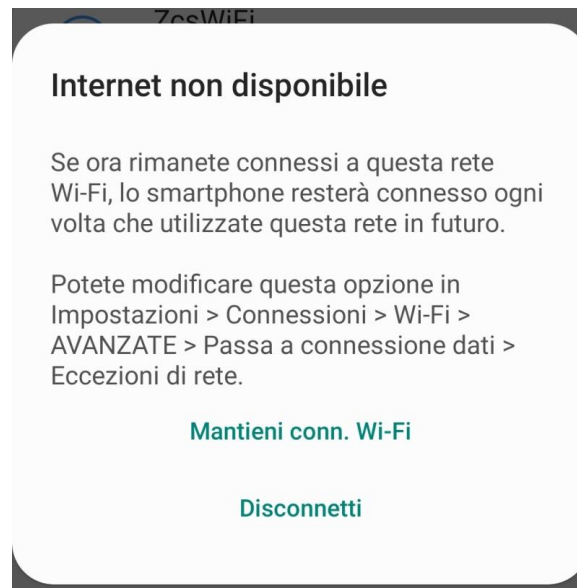 ZcsWiFi
Internet non disponibile
Se ora rimanete connessi a questa rete
Wi-Fi, lo smartphone resterà connesso ogni
volta che utilizzate questa rete in futuro.
Potete modificare questa opzione in
Impostazioni > Connessioni > Wi-Fi >
AVANZATE > Passa a connessione dati >
Eccezioni di rete.
Mantieni conn. Wi-Fi
Disconnetti